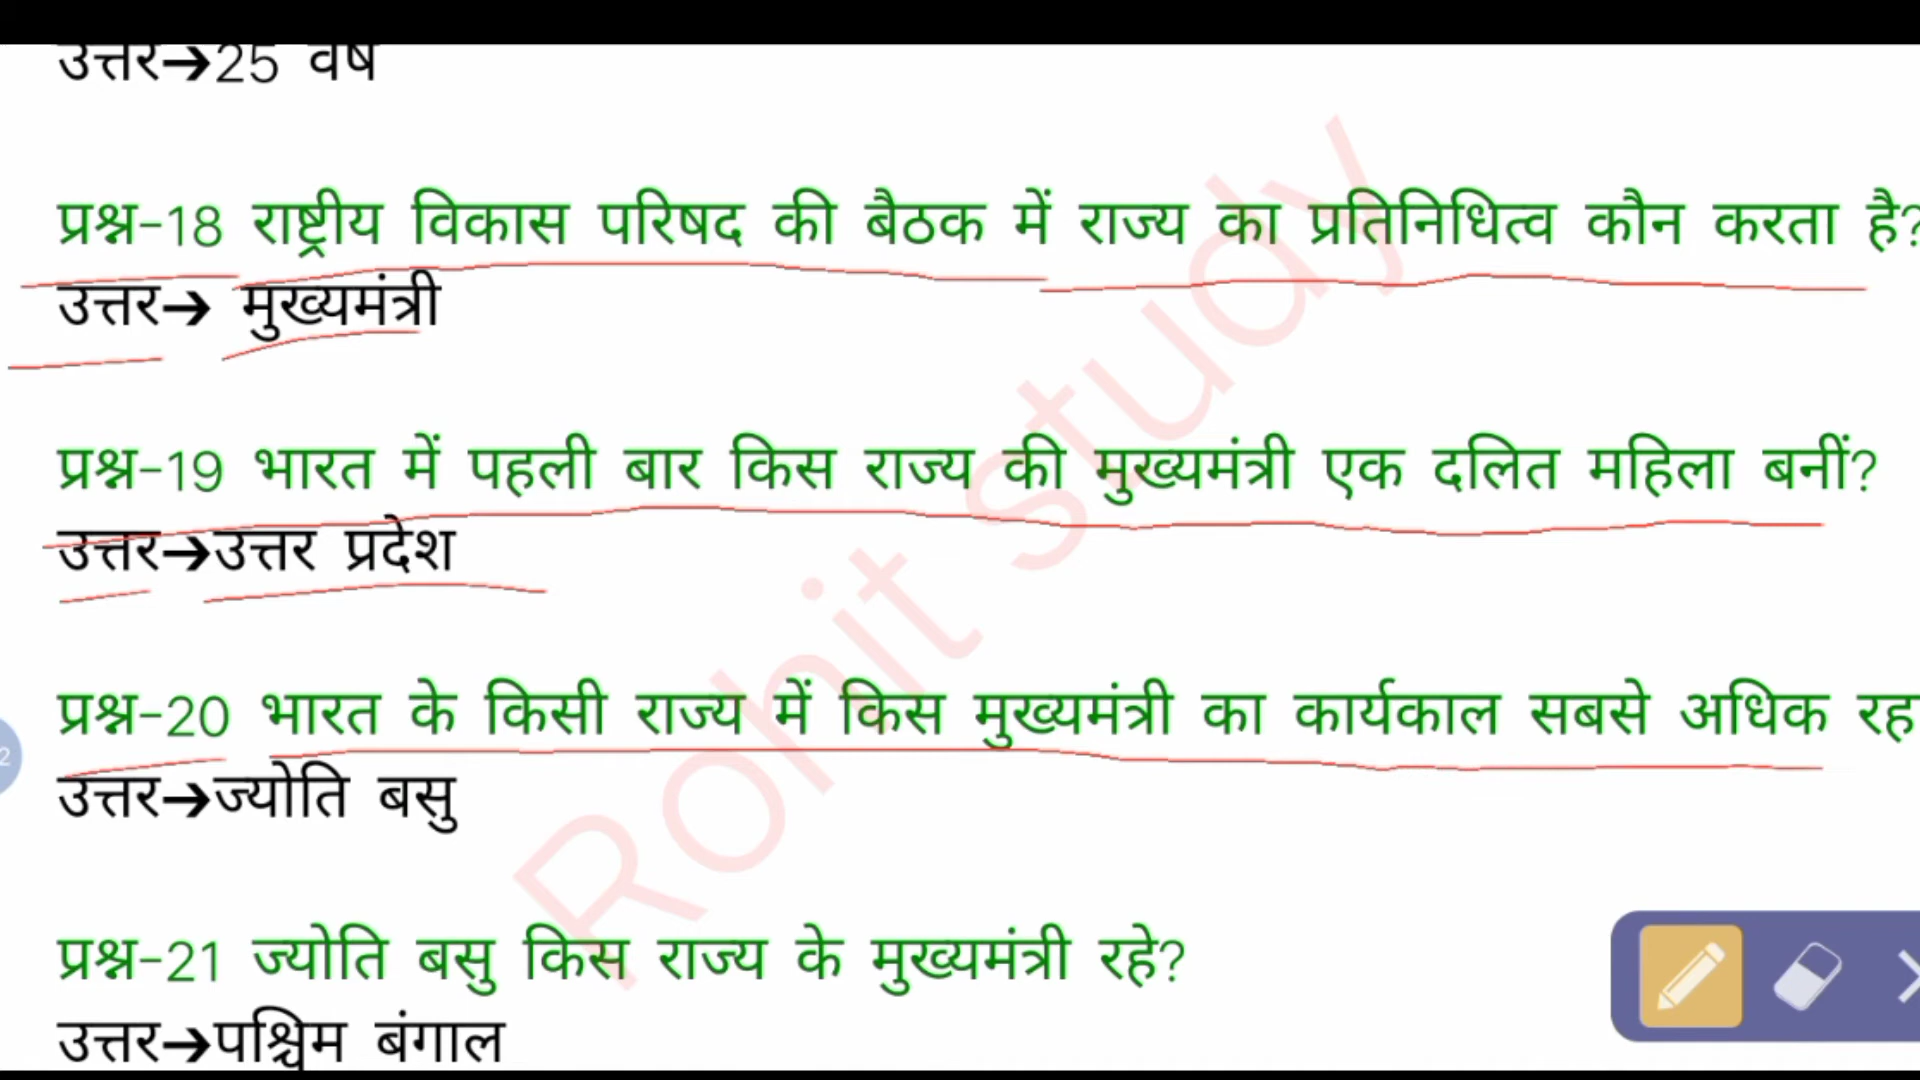 उत्तर➔25 वर्ष
प्रश्न-18 राष्ट्रीय विकास परिषद की बैठक में राज्य का प्रतिनिधित्व कौन करता है?
उत्तर➔ मुख्यमंत्री
प्रश्न-19 भारत में पहली बार किस राज्य की मुख्यमंत्री एक दलित महिला बनीं?
उत्तर➔उत्तर प्रदेश
प्रश्न-20 भारत के किसी राज्य में किस मुख्यमंत्री का कार्यकाल सबसे अधिक रह
उत्तर➔ज्योति बसु
प्रश्न-21 ज्योति बसु किस राज्य के मुख्यमंत्री रहे?
उत्तर➔पश्चिम बंगाल
Rohit study
2